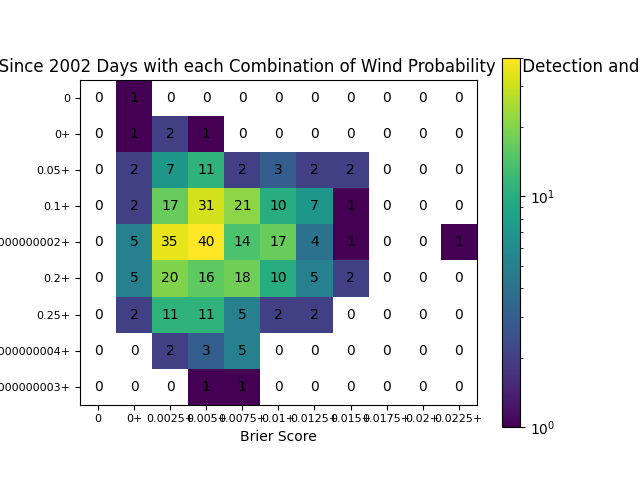 Since 2002 Days with each Combination of Wind Probability Detection and
0 0 1 0 0 0 0 0 0 0 0 0
0+ 0 1 2 1 0 0 0 0 0 0 0
0.05+ 0 2 7 11 2 3 2 2 0 0 0
0.1+ 0 2 17 31 21 10 7 1 0 0 0
000000002+ 0 5 35 40 14 17 4 1 0 0 1
0.2+ 0 5 20 16 18 10 5 2 0 0 0
0.25+ 0 2 11 11 5 2 2 0 0 0 0
000000004+ 0 0 2 3 5 0 0 0 0 0 0
000000003+ 0 0 0 1 1 0 0 0 0 0 0
0 0+ 0.0025+ 0.005+ 0.0075+ 0.01+ 0.0125+ 0.015+ 0.0175+ 0.02+ 0.0225+
Brier Score
10¹
10⁰